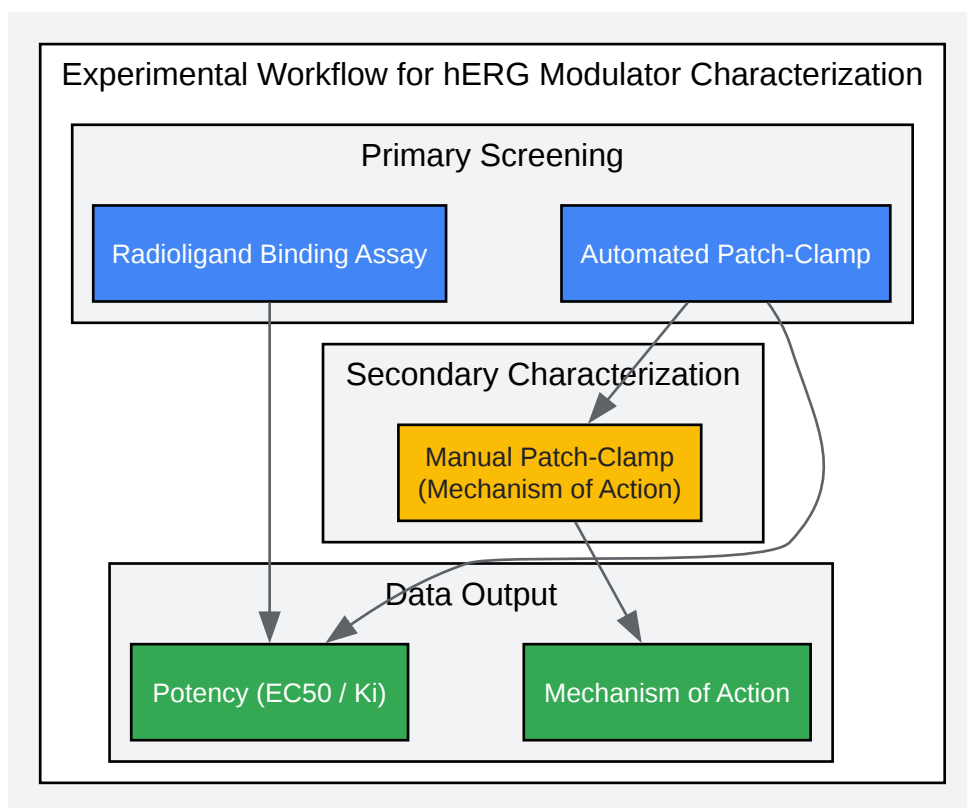 Experimental Workflow for hERG Modulator Characterization
Primary Screening
Radioligand Binding Assay
Automated Patch-Clamp
Secondary Characterization
Manual Patch-Clamp
(Mechanism of Action)
Data Output
Potency (EC50 / Ki)
Mechanism of Action